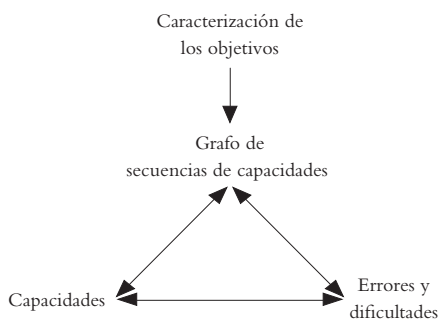 Caracterización de
los objetivos
Grafo de
secuencias de capacidades
Capacidades
Errores y
dificultades